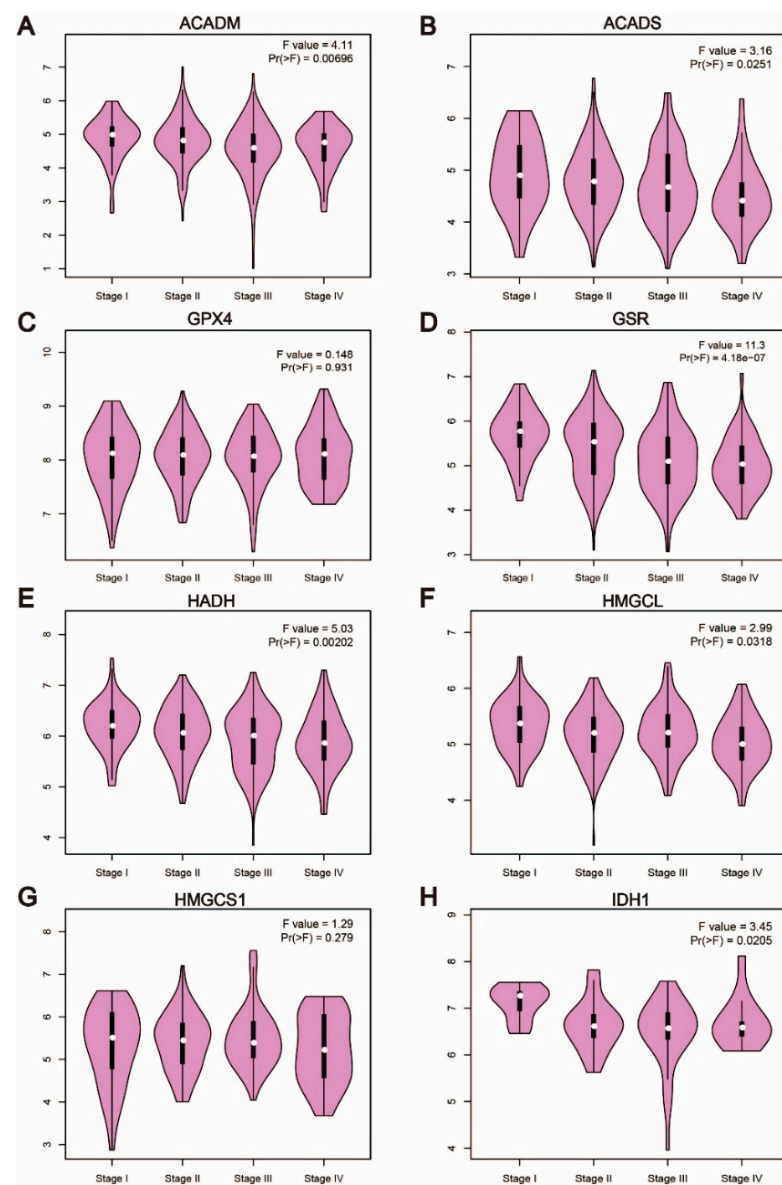 A ACADM
F value = 4.11
Pr(>F) = 0.00696
7
6
5
4
3
2
1
Stage I Stage II Stage III Stage IV
B ACADS
F value = 3.16
Pr(>F) = 0.0251
7
6
5
4
3
Stage I Stage II Stage III Stage IV
C GPX4
F value = 0.148
Pr(>F) = 0.931
10
9
8
7
Stage I Stage II Stage III Stage IV
D GSR
F value = 11.3
Pr(>F) = 4.18e-07
8
7
6
5
4
3
Stage I Stage II Stage III Stage IV
E HADH
F value = 5.03
Pr(>F) = 0.00202
8
7
6
5
4
Stage I Stage II Stage III Stage IV
F HMGCL
F value = 2.99
Pr(>F) = 0.0318
7
6
5
4
Stage I Stage II Stage III Stage IV
G HMGCS1
F value = 1.29
Pr(>F) = 0.279
8
7
6
5
4
3
Stage I Stage II Stage III Stage IV
H IDH1
F value = 3.45
Pr(>F) = 0.0205
9
8
7
6
5
4
Stage I Stage II Stage III Stage IV